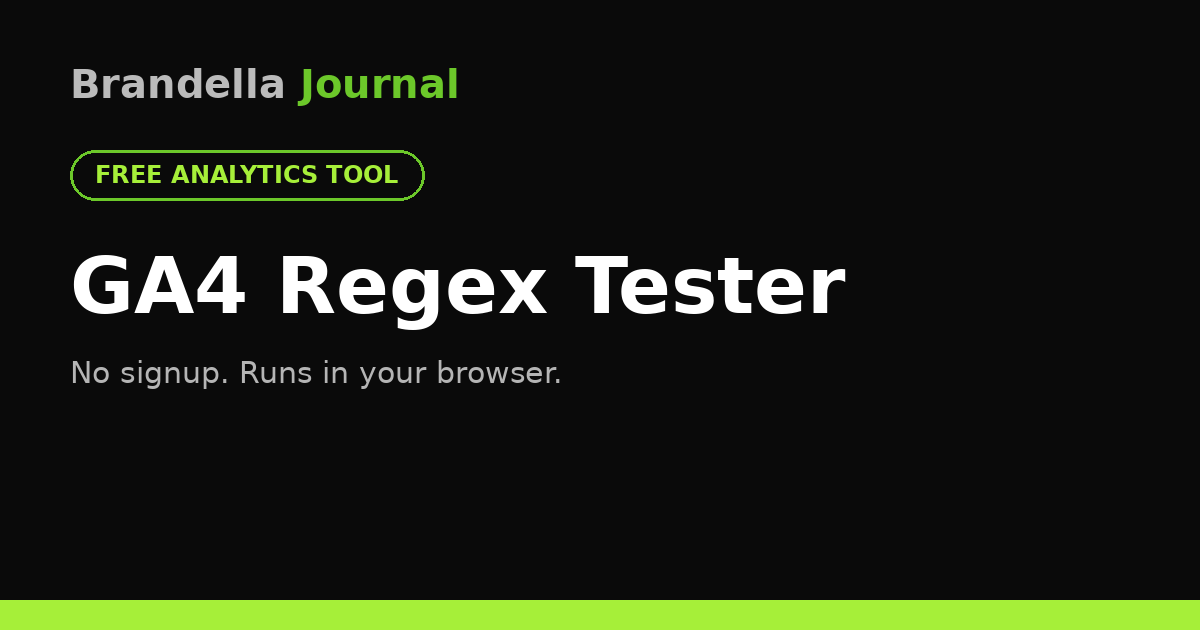 Brandella Journal
FREE ANALYTICS TOOL
GA4 Regex Tester
No signup. Runs in your browser.